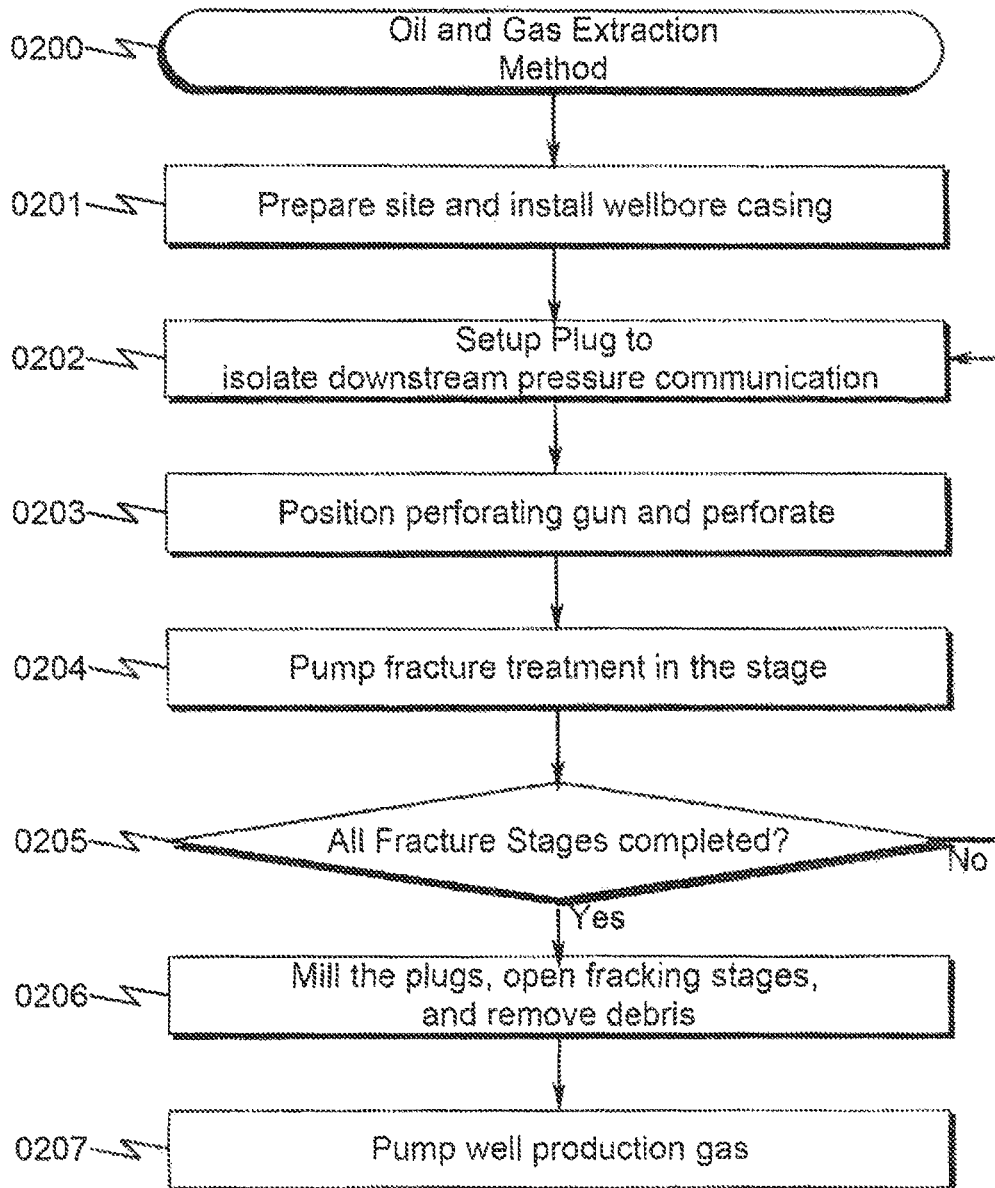 0200
Oil and Gas Extraction
Method
0201
Prepare site and install wellbore casing
0202
Setup Plug to
isolate downstream pressure communication
0203
Position perforating gun and perforate
0204
Pump fracture treatment in the stage
0205
All Fracture Stages completed?
No
Yes
0206
Mill the plugs, open fracking stages,
and remove debris
0207
Pump well production gas